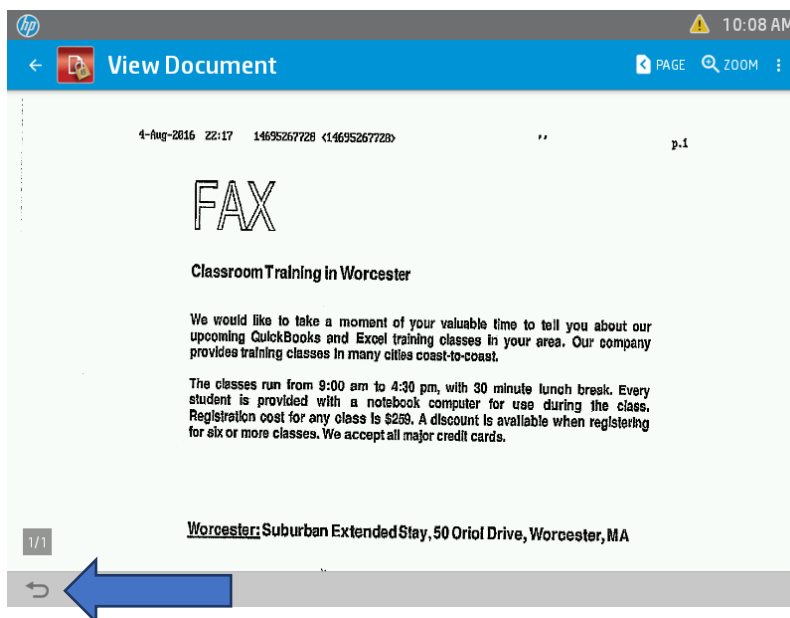 hp
10:08 AM
View Document
PAGE
ZOOM
4-Aug-2016 22:17 14695267728 <14695267728> ,, p.1
FAX
Classroom Training in Worcester
We would like to take a moment of your valuable time to tell you about our
upcoming QuickBooks and Excel training classes in your area. Our company
provides training classes in many cities coast-to-coast.
The classes run from 9:00 am to 4:30 pm, with 30 minute lunch break. Every
student is provided with a notebook computer for use during the class.
Registration cost for any class is $259. A discount is available when registering
for six or more classes. We accept all major credit cards.
Worcester: Suburban Extended Stay, 50 Oriol Drive, Worcester, MA
1/1